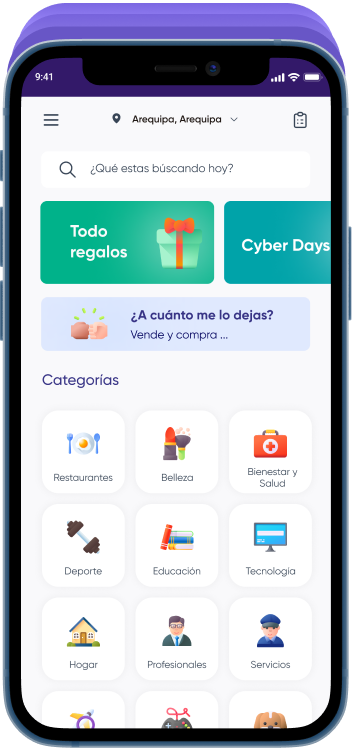 9:41
Arequipa, Arequipa
¿Qué estas búscando hoy?
Todo
regalos
Cyber Days
¿A cuánto me lo dejas?
Vende y compra ...
Categorías
Restaurantes
Belleza
Bienestar y
Salud
Deporte
Educación
Tecnología
Hogar
Profesionales
Servicios